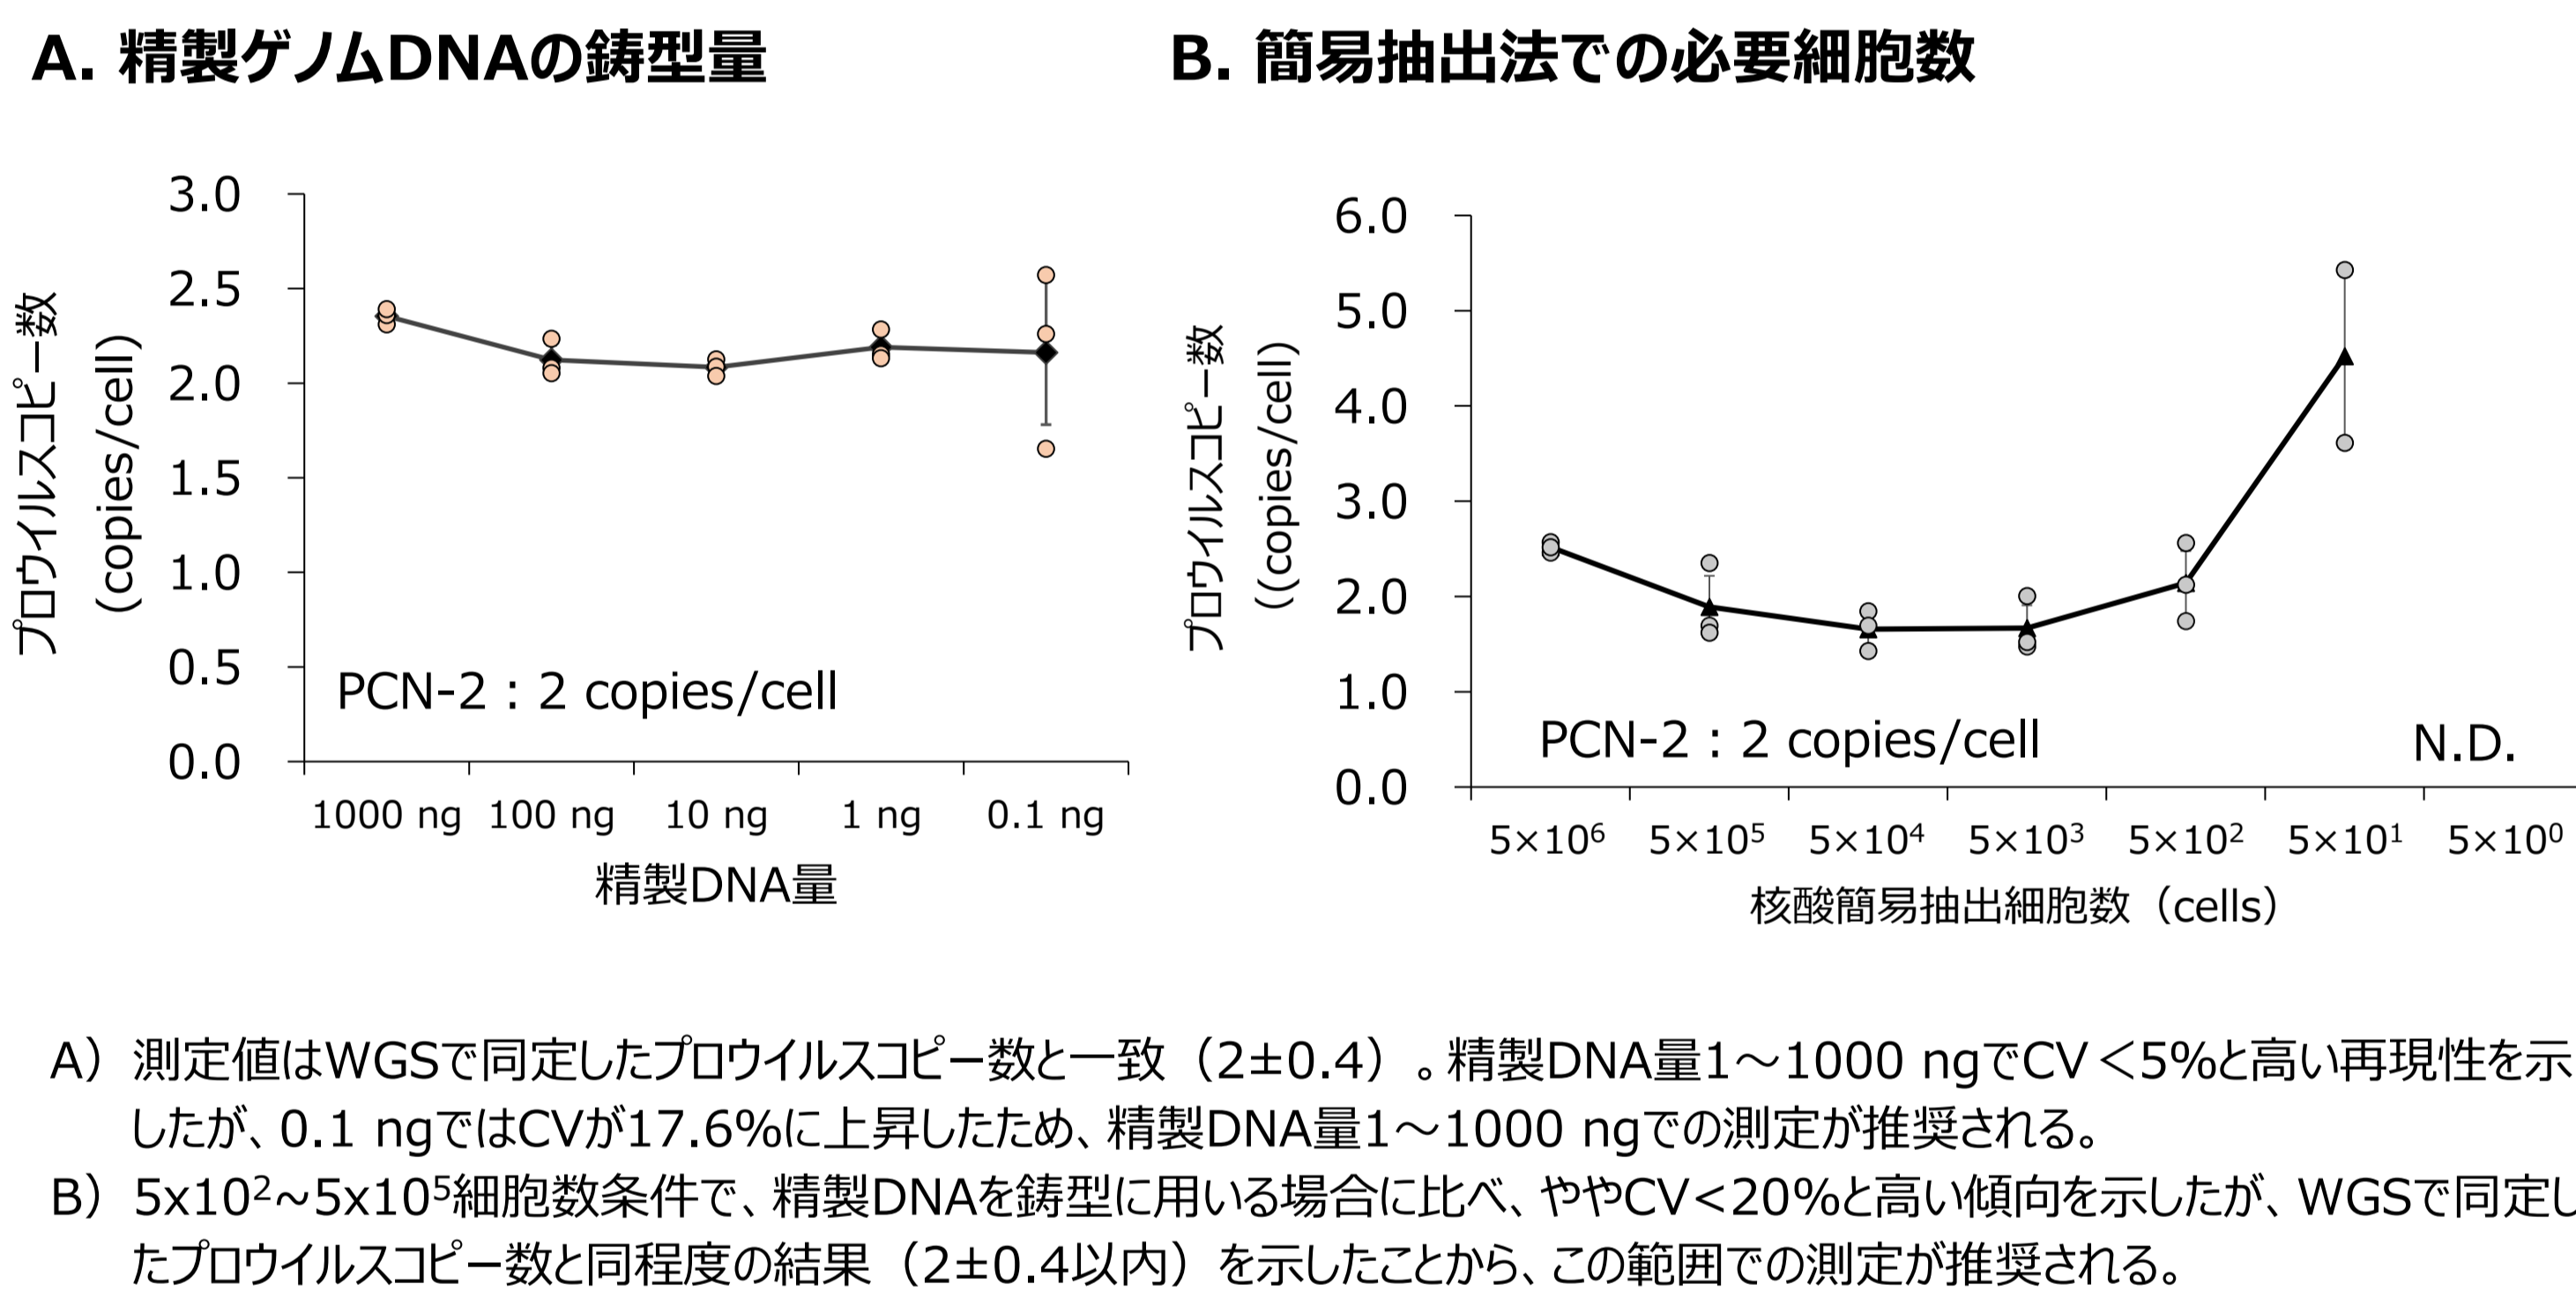 A. 精製ゲノムDNAの鋳型量
プロウイルスコピー数
(copies/cell)
3.0
2.5
2.0
1.5
1.0
0.5
0.0
PCN-2 : 2 copies/cell
1000 ng 100 ng 10 ng 1 ng 0.1 ng
精製DNA量
B. 簡易抽出法での必要細胞数
プロウイルスコピー数
((copies/cell)
6.0
5.0
4.0
3.0
2.0
1.0
0.0
PCN-2 : 2 copies/cell
N.D.
5×10⁶ 5×10⁵ 5×10⁴ 5×10³ 5×10² 5×10¹ 5×10⁰
核酸簡易抽出細胞数（cells）
A）測定値はWGSで同定したプロウイルスコピー数と一致（2±0.4）。精製DNA量1～1000 ngでCV＜5%と高い再現性を示
したが、0.1 ngではCVが17.6%に上昇したため、精製DNA量1～1000 ngでの測定が推奨される。
B）5x10²~5x10⁵細胞数条件で、精製DNAを鋳型に用いる場合に比べ、ややCV<20%と高い傾向を示したが、WGSで同定し
たプロウイルスコピー数と同程度の結果（2±0.4以内）を示したことから、この範囲での測定が推奨される。